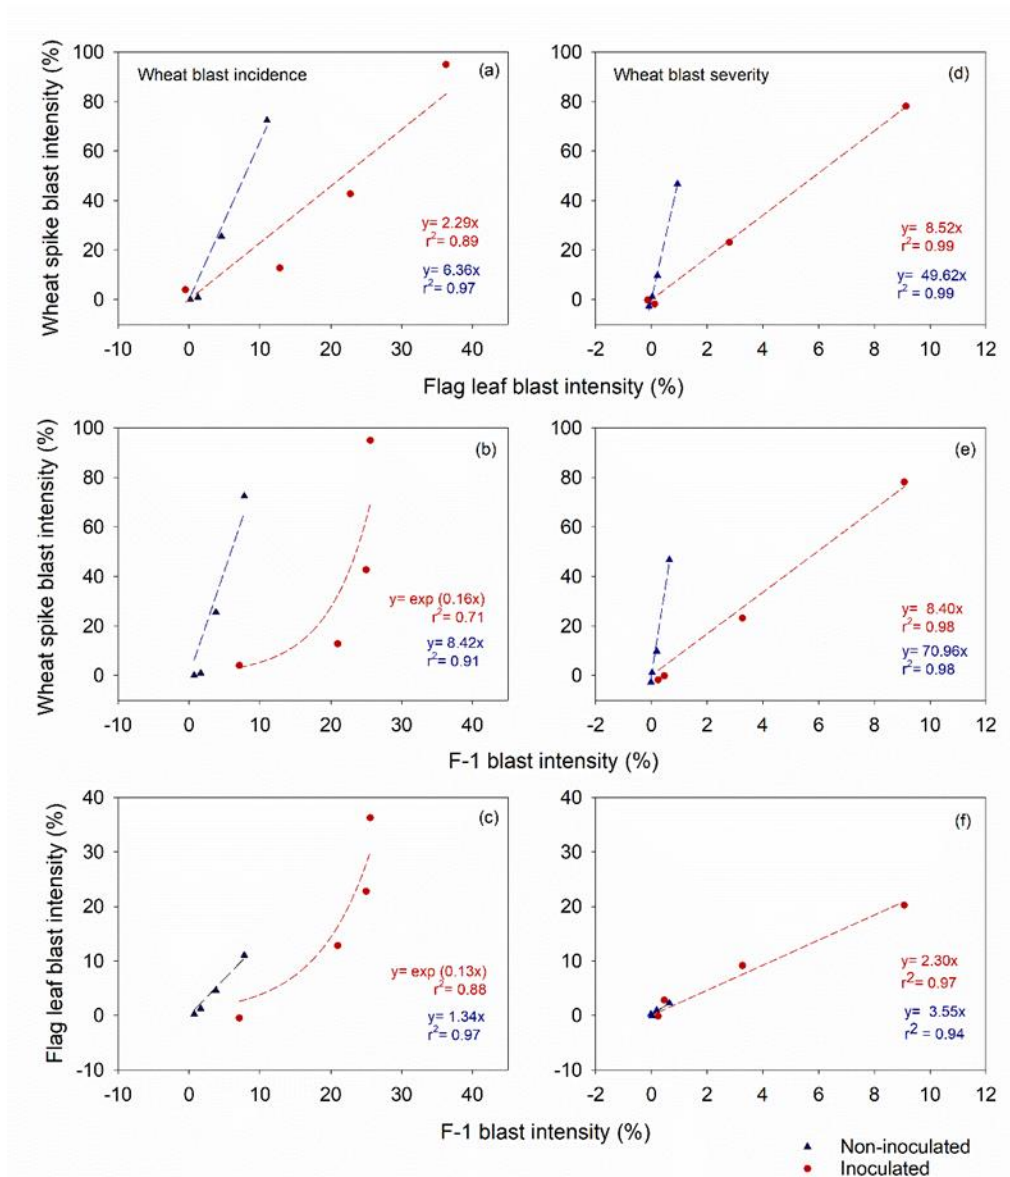 Wheat spike blast intensity (%)
100
80
60
40
20
0
Wheat blast incidence
(a)
y= 2.29x
r2= 0.89
y= 6.36x
r2= 0.97
-10 0 10 20 30 40
100
80
60
40
20
0
Wheat blast severity
(d)
y= 8.52x
r2= 0.99
y= 49.62x
r2= 0.99
-2 0 2 4 6 8 10 12
Flag leaf blast intensity (%)
Wheat spike blast intensity (%)
100
80
60
40
20
0
(b)
y= exp (0.16x)
r2= 0.71
y= 8.42x
r2= 0.91
-10 0 10 20 30 40
100
80
60
40
20
0
(e)
y= 8.40x
r2= 0.98
y= 70.96x
r2= 0.98
-2 0 2 4 6 8 10 12
F-1 blast intensity (%)
Flag leaf blast intensity (%)
40
30
20
10
0
-10
(c)
y= exp (0.13x)
r2= 0.88
y= 1.34x
r2= 0.97
-10 0 10 20 30 40
40
30
20
10
0
-10
(f)
y= 2.30x
r2= 0.97
y= 3.55x
r2 = 0.94
-2 0 2 4 6 8 10 12
F-1 blast intensity (%)
Non-inoculated
Inoculated